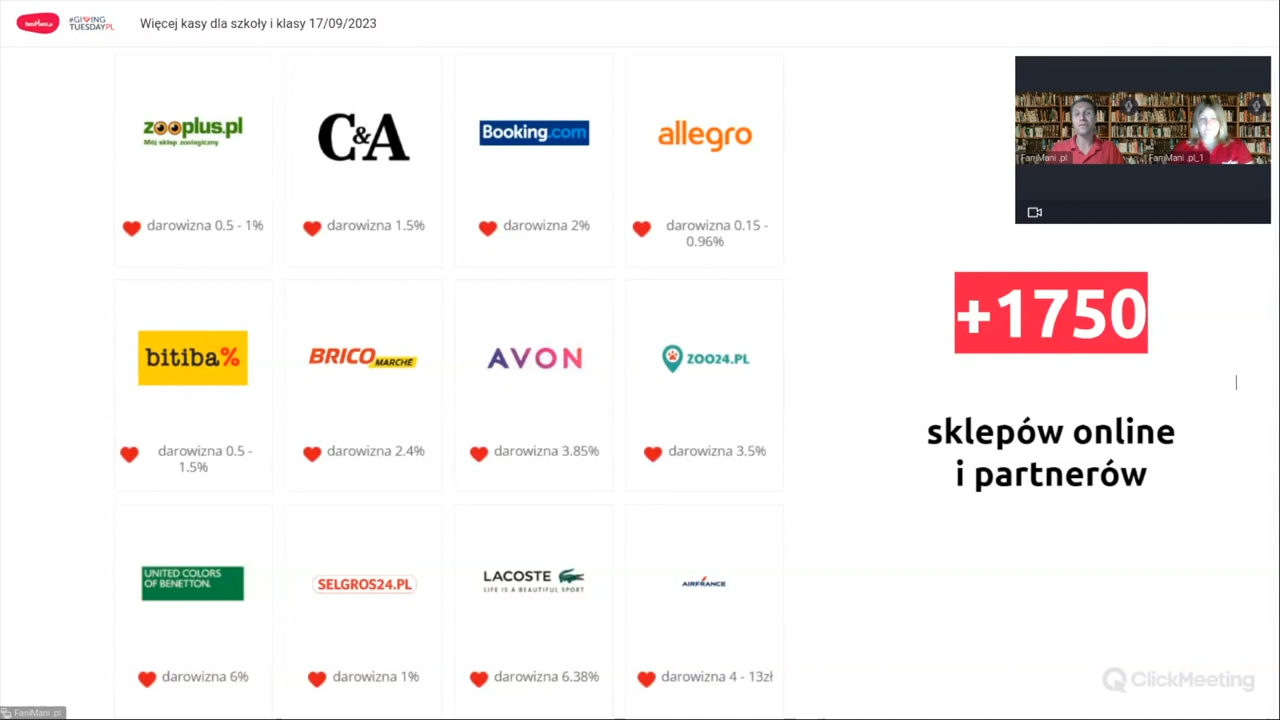 FaniMani.pl
#GIVING
TUESDAYPL
Więcej kasy dla szkoły i klasy 17/09/2023
zooplus.pl
Mój sklep zoologiczny
C&A
Booking.com
allegro
darowizna 0.5 - 1%
darowizna 1.5%
darowizna 2%
darowizna 0.15 -
0.96%
FaniMani .pl
FaniMani .pl_1
+1750
sklepów online
i partnerów
bitiba%
BRICO MARCHE
AVON
ZOO24.PL
darowizna 0.5 -
1.5%
darowizna 2.4%
darowizna 3.85%
darowizna 3.5%
UNITED COLORS
OF BENETTON.
SELGROS24.PL
LACOSTE
LIFE IS A BEAUTIFUL SPORT
AIRFRANCE
darowizna 6%
darowizna 1%
darowizna 6.38%
darowizna 4 - 13zł
ClickMeeting
FaniMani .pl